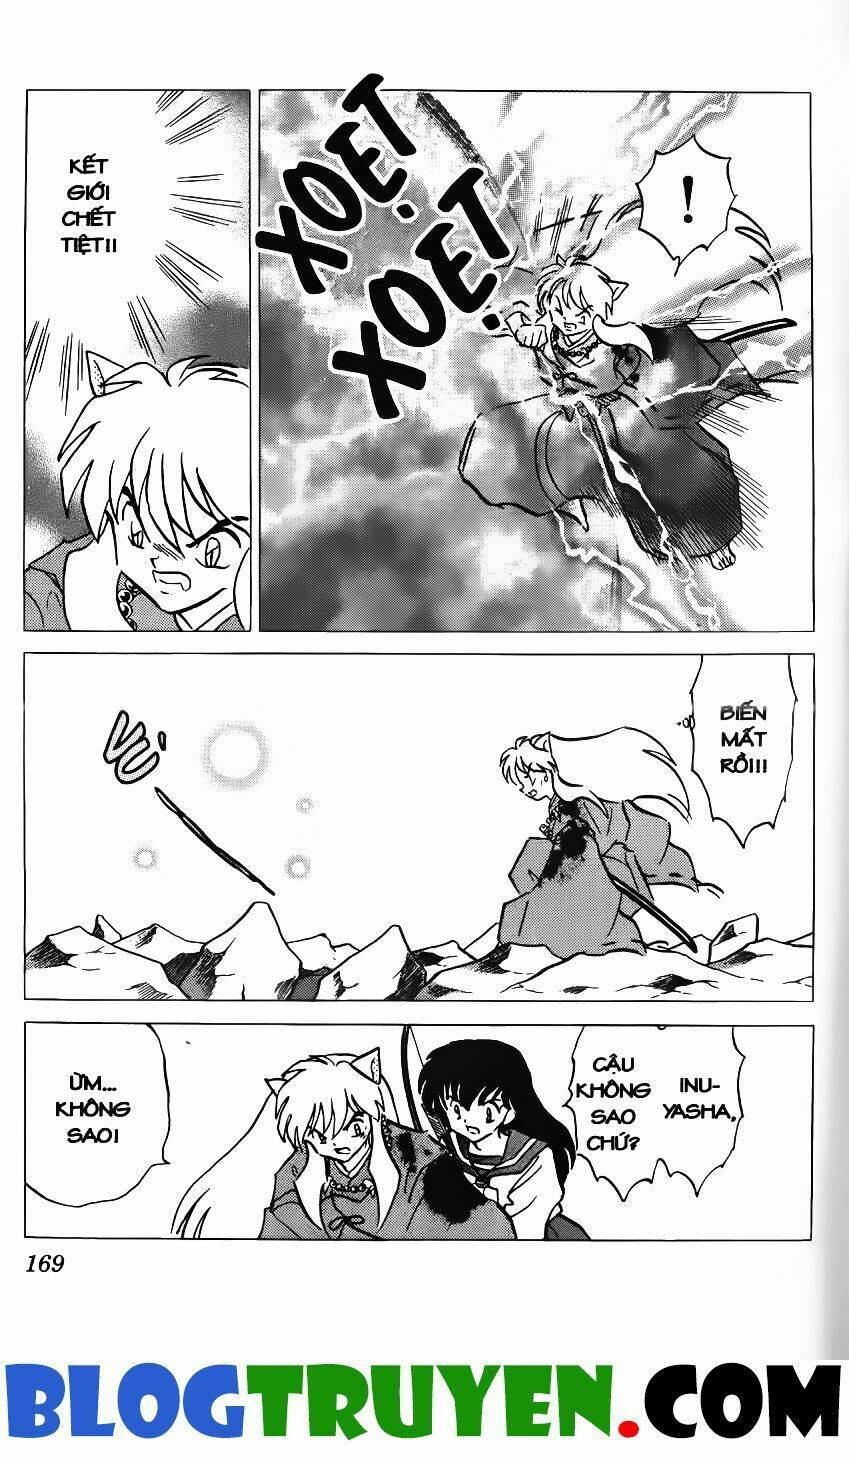 !
XOẸT
XOẸT
KẾT
GIỚI
CHẾT
TIỆT!!
BIẾN
MẤT
RỒI!!!
VÙ
INU-
YASHA,
CẬU
KHÔNG
SAO
CHỨ?
ỪM...
KHÔNG
SAO!
169
BLOGTRUYEN.COM